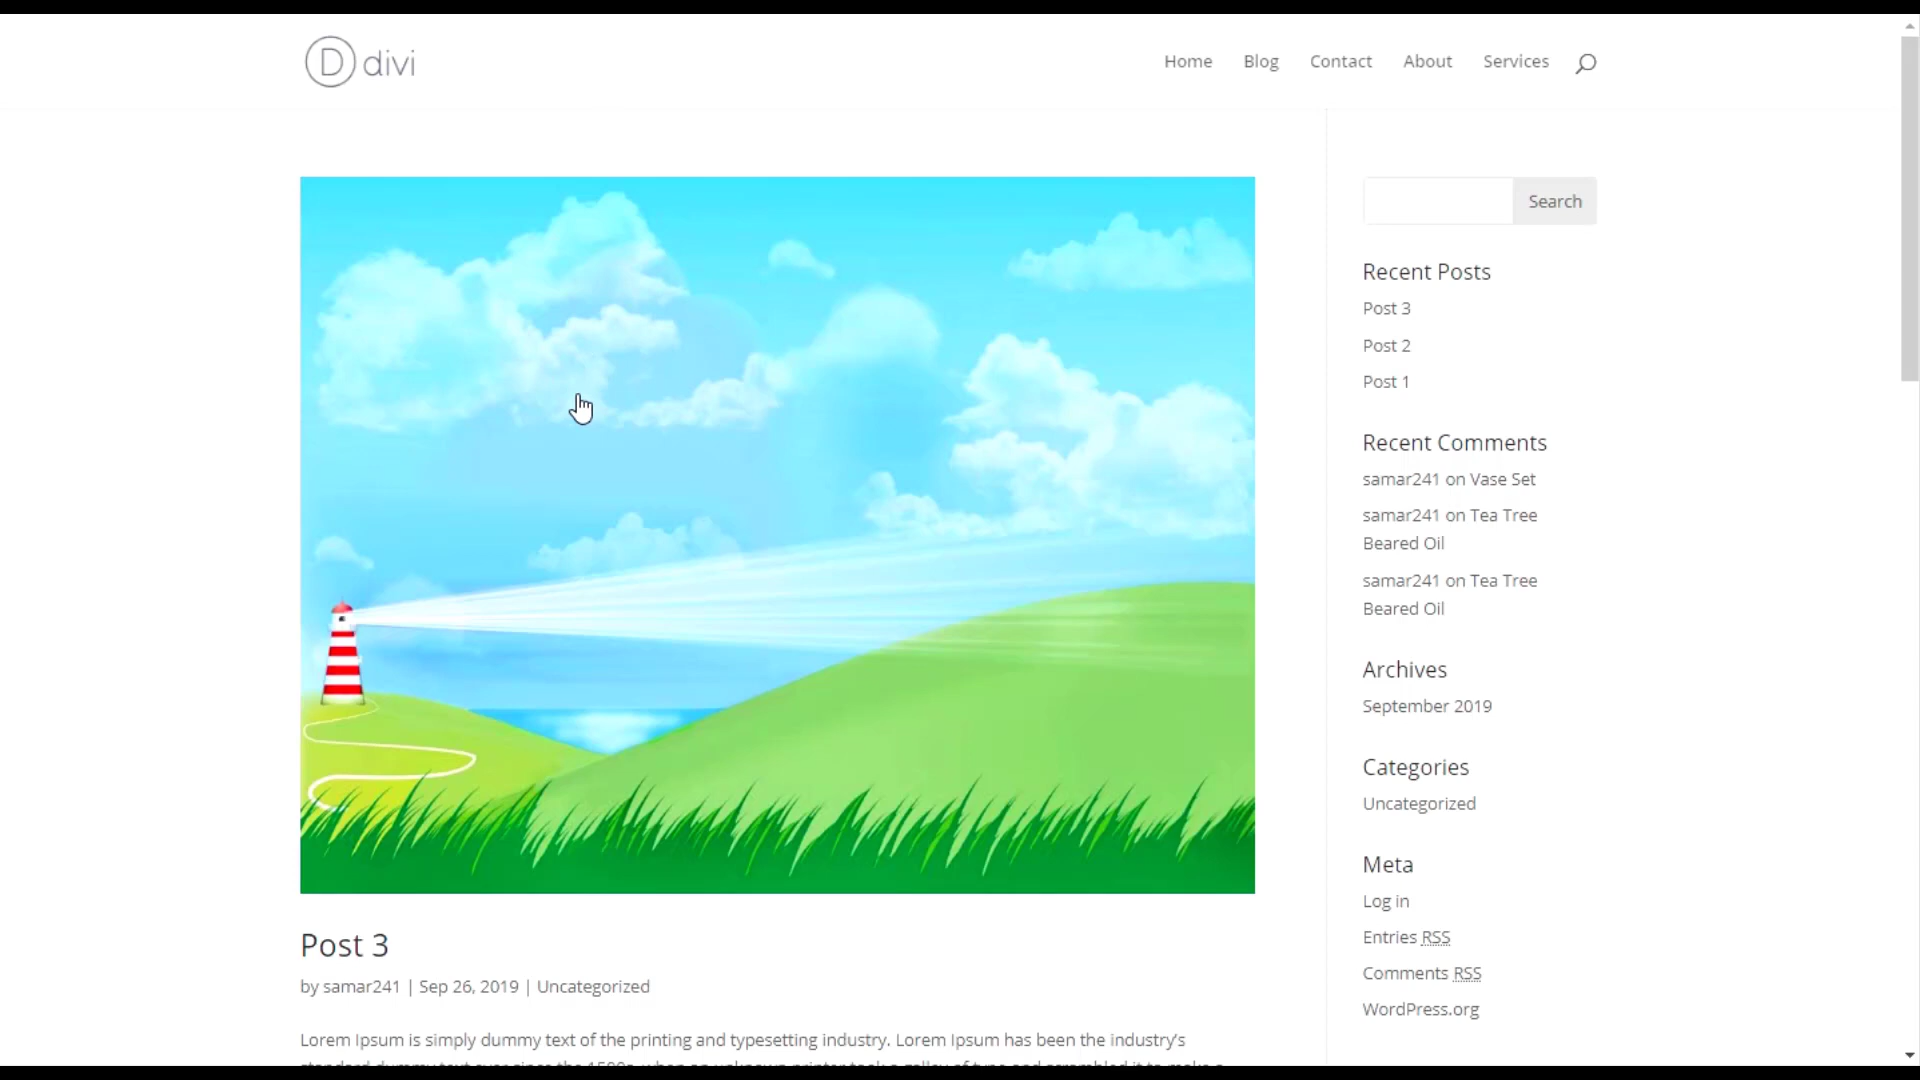 D divi
Home Blog Contact About Services
Search
Recent Posts
Post 3
Post 2
Post 1
Recent Comments
samar241 on Vase Set
samar241 on Tea Tree
Beared Oil
samar241 on Tea Tree
Beared Oil
Archives
September 2019
Categories
Uncategorized
Meta
Log in
Entries RSS
Comments RSS
WordPress.org
Post 3
by samar241 | Sep 26, 2019 | Uncategorized
Lorem Ipsum is simply dummy text of the printing and typesetting industry. Lorem Ipsum has been the industry’s